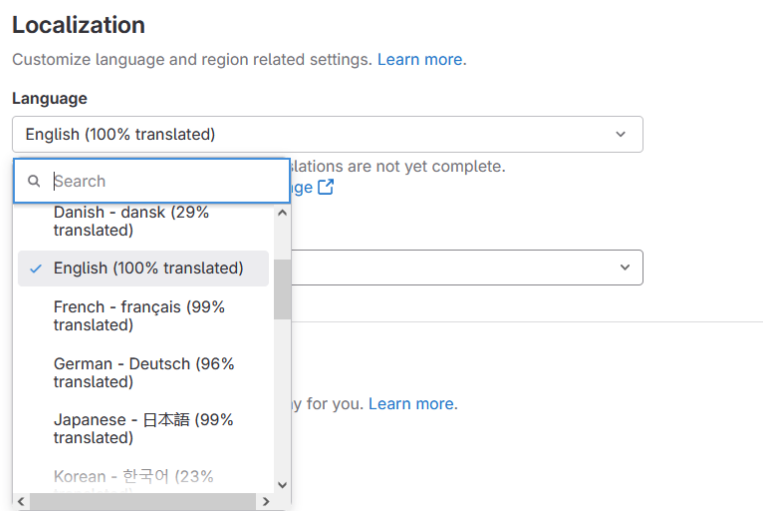 Localization
Customize language and region related settings. Learn more.
Language
English (100% translated)
lations are not yet complete.
Search
ge
Danish - dansk (29%
translated)
English (100% translated)
French - français (99%
translated)
German - Deutsch (96%
translated)
y for you. Learn more.
Japanese - 日本語 (99%
translated)
Korean - 한국어 (23%